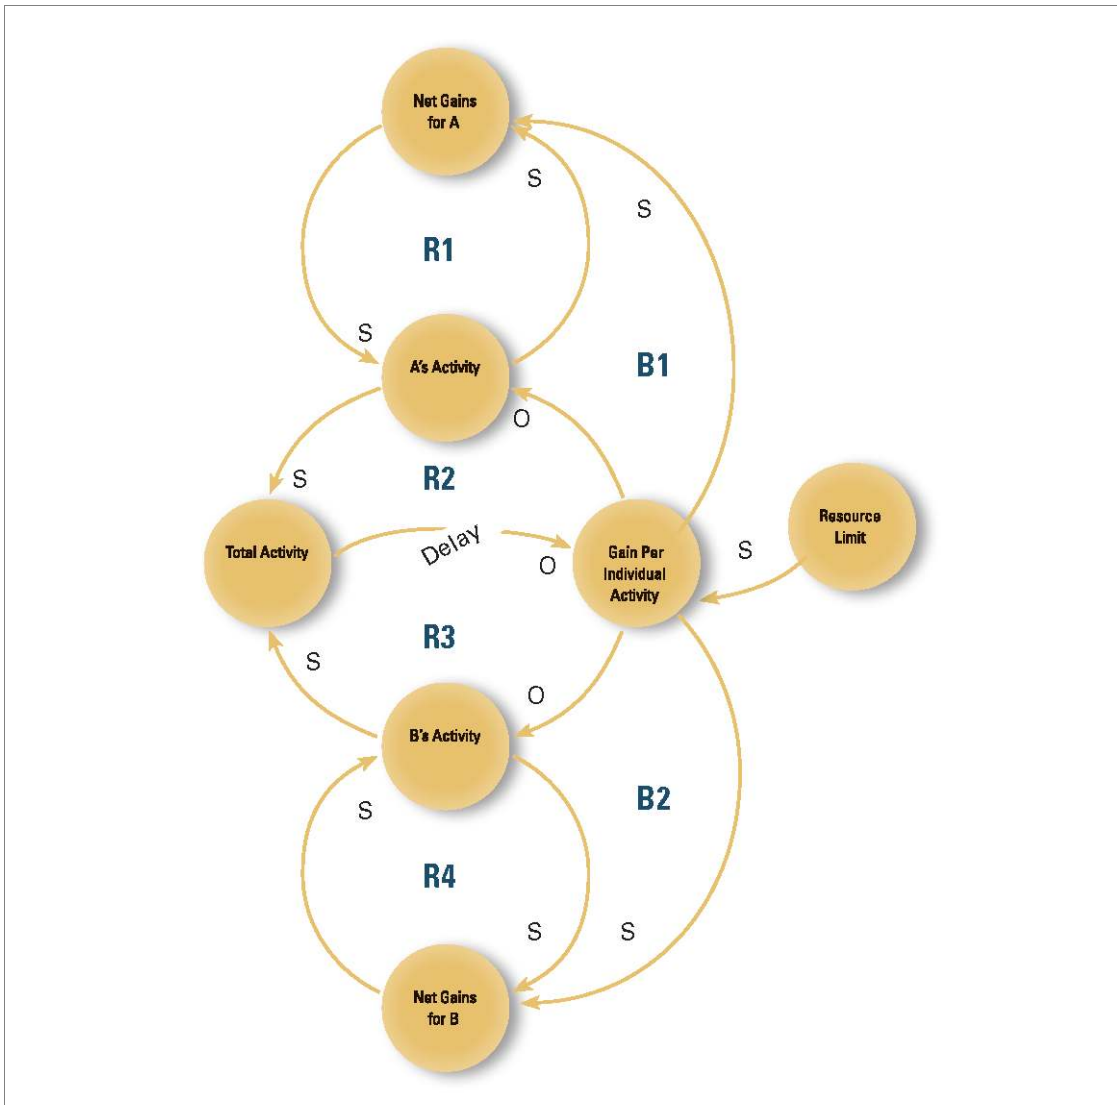 Net Gains
for A
S
S
R1
S
B1
A's Activity
O
R2
S
Resource
Limit
Delay
Total Activity
Gain Per
Individual
Activity
S
O
R3
S
O
B's Activity
B2
S
R4
S
S
Net Gains
for B